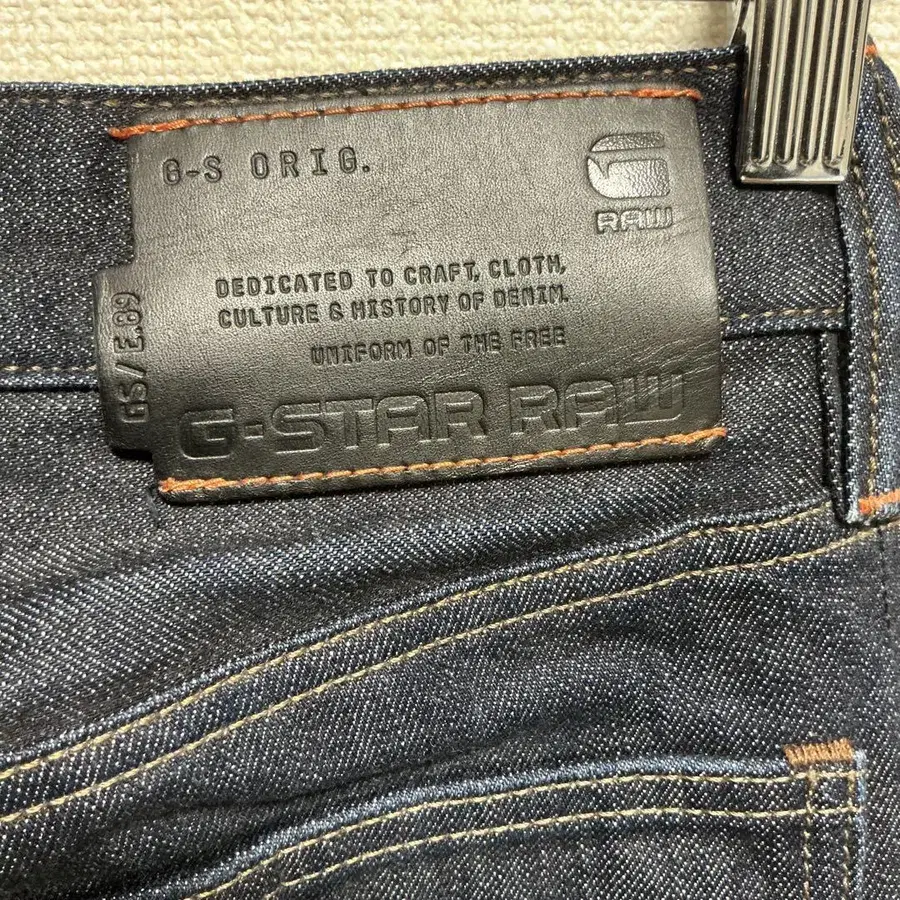 G-S ORIG.
RAW
DEDICATED TO CRAFT, CLOTH,
CULTURE & HISTORY OF DENIM.
UNIFORM OF THE FREE
GS/E.89
G-STAR RAW